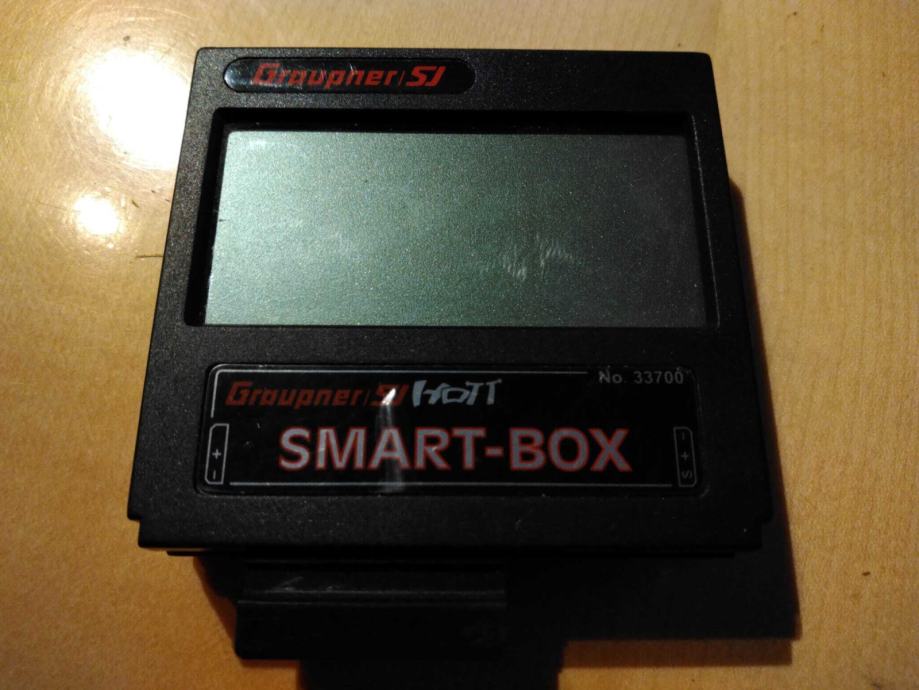 Graupner/SJ
Graupner/SJ HoTT
No. 33700
SMART-BOX
+ -
- + S